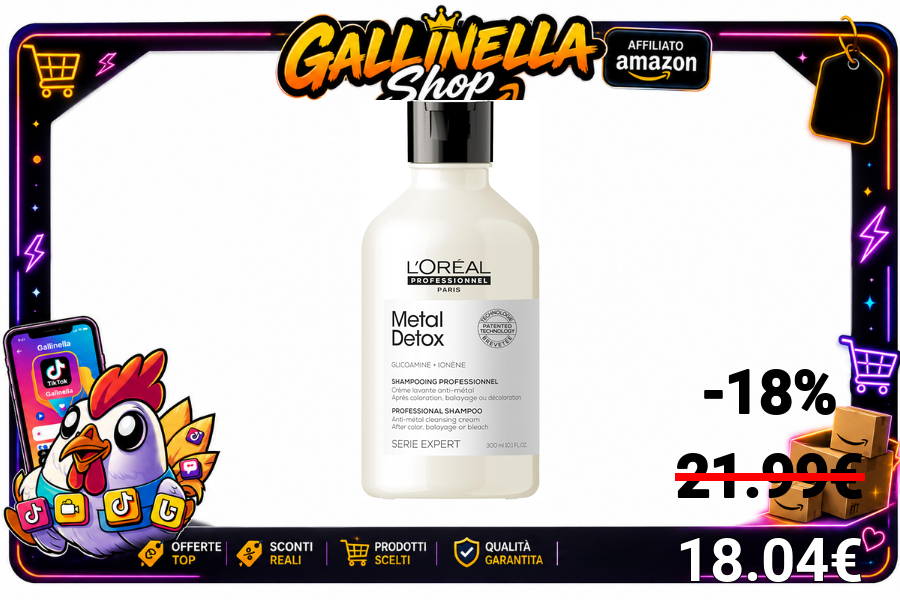 GALLINELLA
Shop
AFFILIATO
amazon
L'ORÉAL
PROFESSIONNEL
PARIS
Metal
Detox
TECHNOLOGIE
PATENTED
TECHNOLOGY
BREVETÉE
GLICOAMINE + IONÈNE
SHAMPOOING PROFESSIONNEL
Crème lavante anti-métal
Après coloration, balayage ou décoloration
PROFESSIONAL SHAMPOO
Anti-metal cleansing cream
After color, balayage or bleach
SERIE EXPERT
300 ml 10.1 FL.OZ.
Gallinella
TikTok
Gallinella
-18%
21.99€
18.04€
OFFERTE
TOP
SCONTI
REALI
PRODOTTI
SCELTI
QUALITÀ
GARANTITA